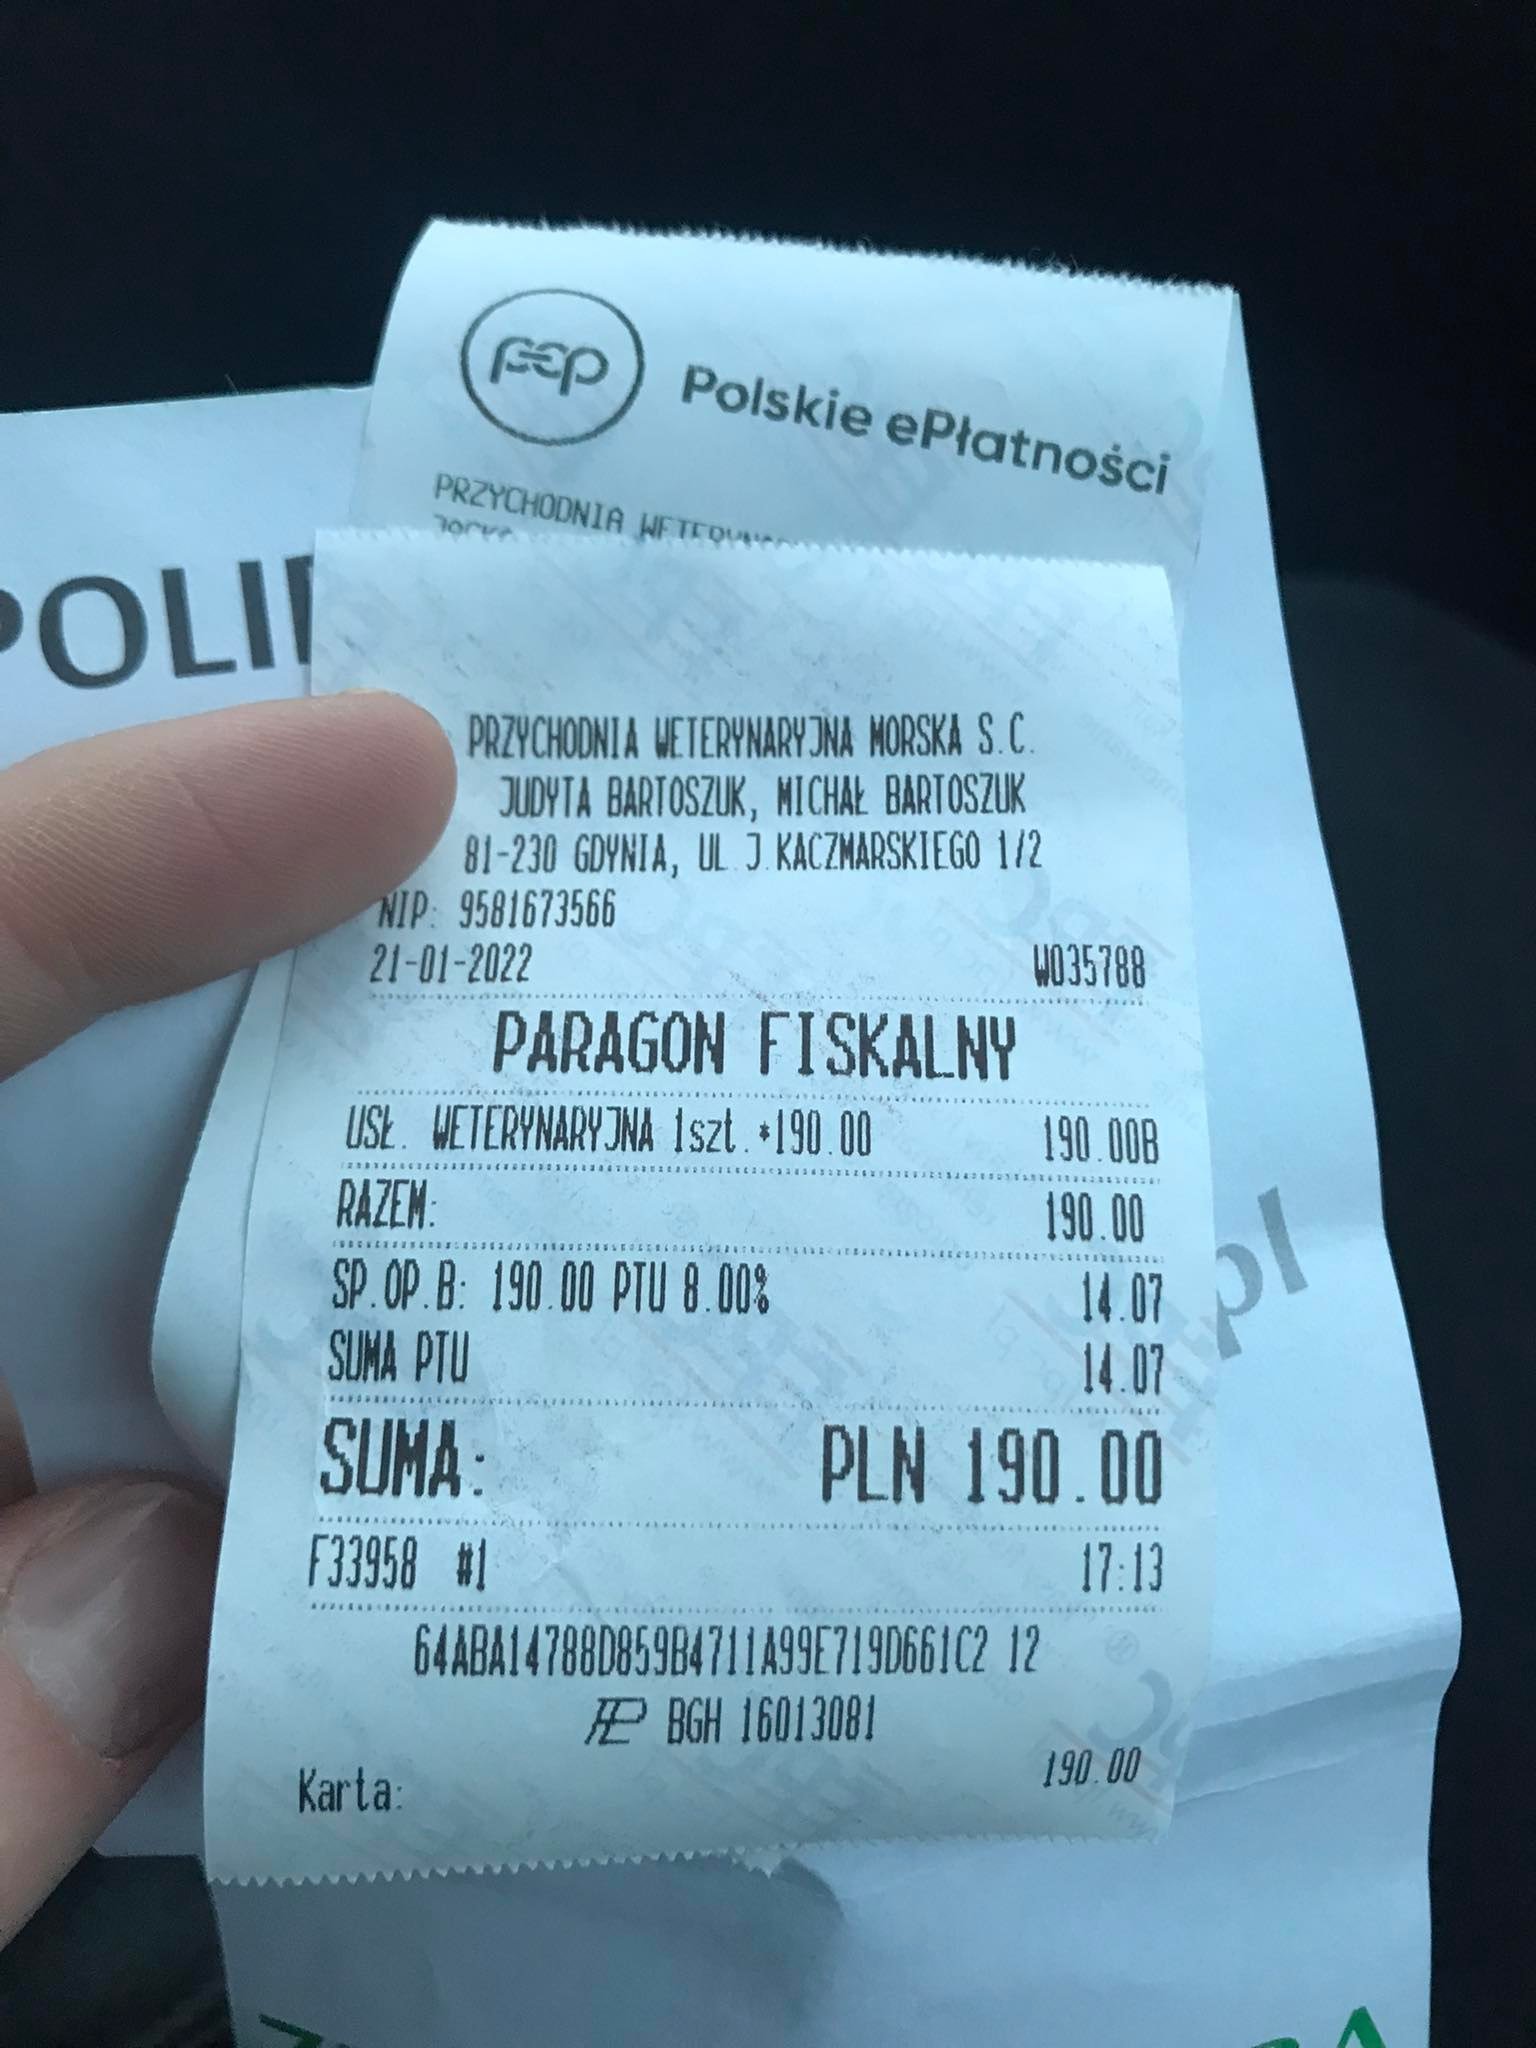 pep Polskie ePłatności
PRZYCHODNIA
POLI
PRZYCHODNIA WETERYNARYJNA MORSKA S.C.
JUDYTA BARTOSZUK, MICHAŁ BARTOSZUK
81-230 GDYNIA, UL.J.KACZMARSKIEGO 1/2
NIP: 9581673566
21-01-2022 W035788
PARAGON FISKALNY
USŁ. WETERYNARYJNA 1szt.*190.00 190.00B
RAZEM: 190.00
SP.OP.B: 190.00 PTU 8.00% 14.07
SUMA PTU 14.07
SUMA: PLN 190.00
F33958 #1 17:13
64ABA14788D859B4711A99E719D661C2 12
BGH 16013081
Karta: 190.00
pl